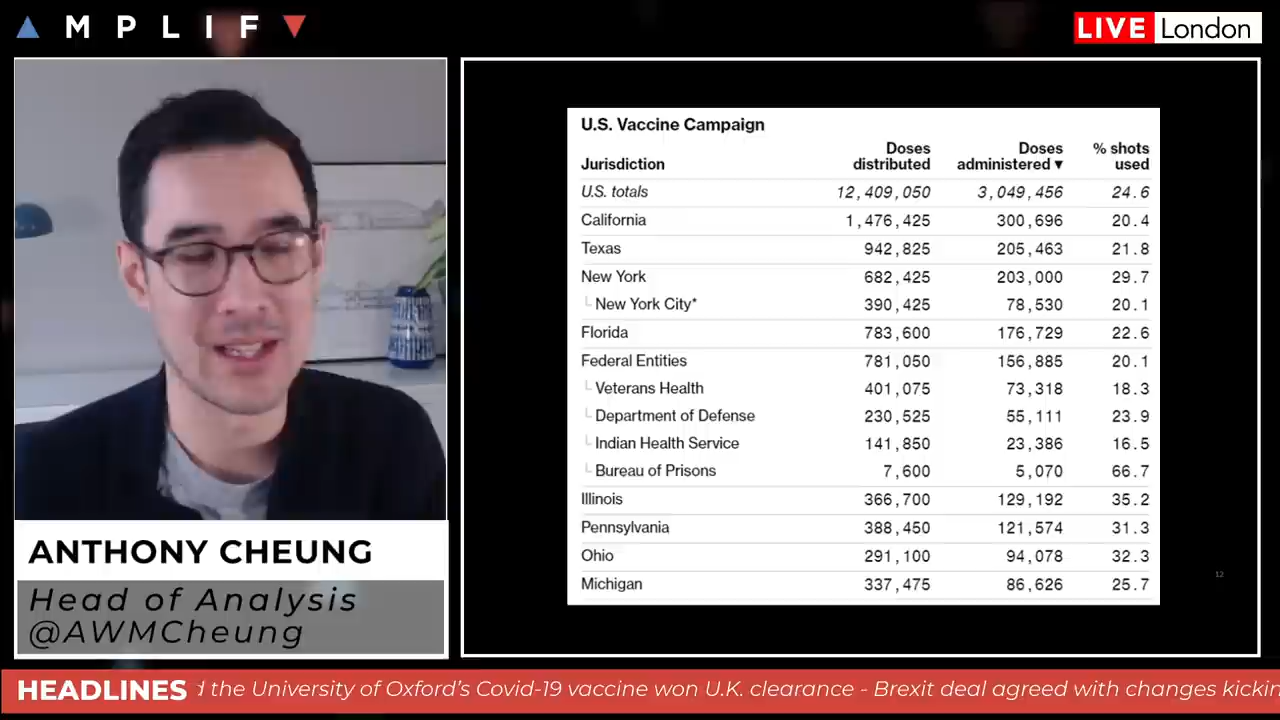 ▲ M P L I F ▼
LIVE London
U.S. Vaccine Campaign
Jurisdiction Doses distributed Doses administered ▼ % shots used
U.S. totals 12,409,050 3,049,456 24.6
California 1,476,425 300,696 20.4
Texas 942,825 205,463 21.8
New York 682,425 203,000 29.7
└ New York City* 390,425 78,530 20.1
Florida 783,600 176,729 22.6
Federal Entities 781,050 156,885 20.1
└ Veterans Health 401,075 73,318 18.3
└ Department of Defense 230,525 55,111 23.9
└ Indian Health Service 141,850 23,386 16.5
└ Bureau of Prisons 7,600 5,070 66.7
Illinois 366,700 129,192 35.2
Pennsylvania 388,450 121,574 31.3
Ohio 291,100 94,078 32.3
Michigan 337,475 86,626 25.7
12
ANTHONY CHEUNG
Head of Analysis
@AWMCheung
HEADLINES the University of Oxford's Covid-19 vaccine won U.K. clearance - Brexit deal agreed with changes